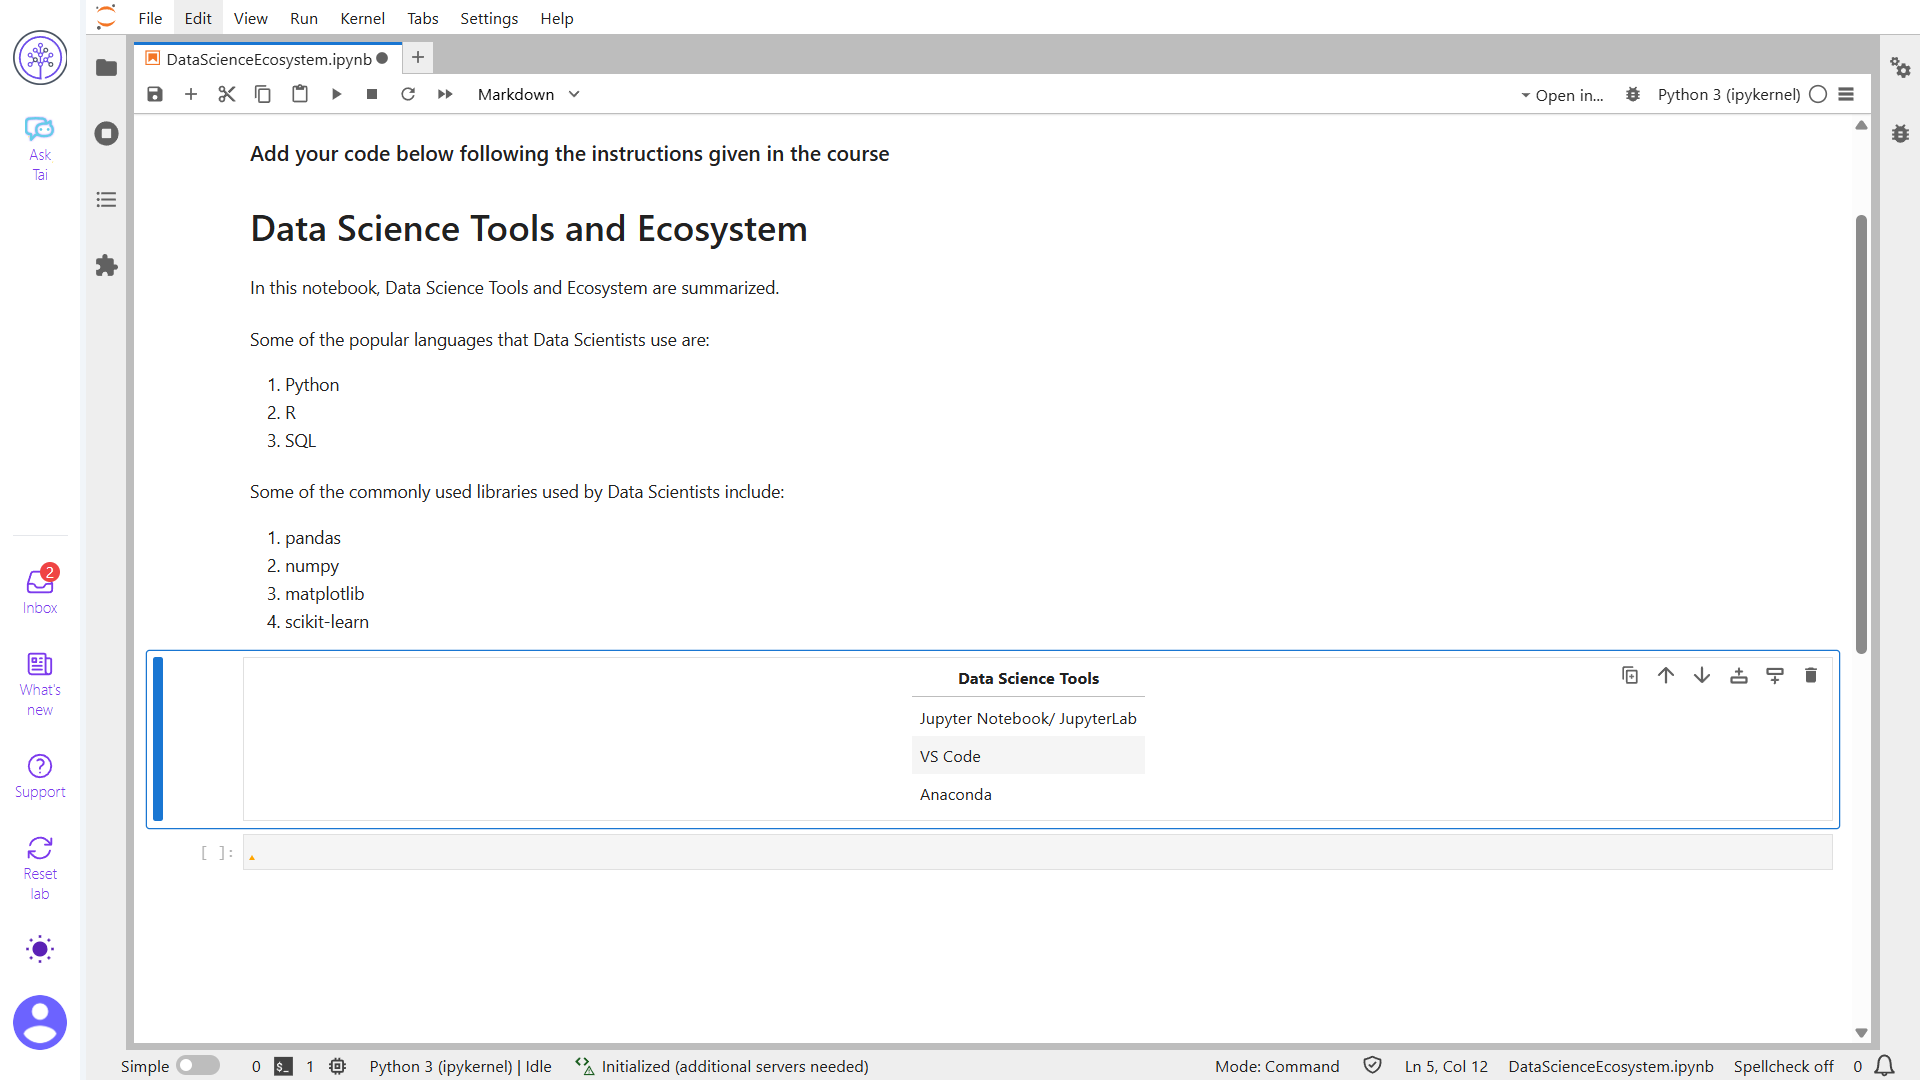 File Edit View Run Kernel Tabs Settings Help
DataScienceEcosystem.ipynb
Markdown
Open in...
Python 3 (ipykernel)
Ask
Tai
2
Inbox
What's
new
Support
Reset
lab
Add your code below following the instructions given in the course
Data Science Tools and Ecosystem
In this notebook, Data Science Tools and Ecosystem are summarized.
Some of the popular languages that Data Scientists use are:
1. Python
2. R
3. SQL
Some of the commonly used libraries used by Data Scientists include:
1. pandas
2. numpy
3. matplotlib
4. scikit-learn
Data Science Tools
Jupyter Notebook/ JupyterLab
VS Code
Anaconda
[ ]:
Simple 0 $_ 1 Python 3 (ipykernel) | Idle Initialized (additional servers needed) Mode: Command Ln 5, Col 12 DataScienceEcosystem.ipynb Spellcheck off 0